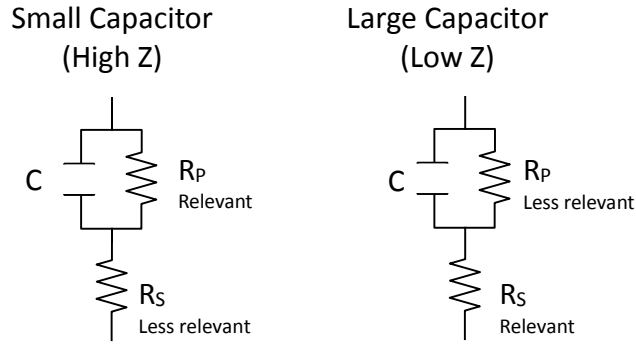 Small Capacitor
(High Z)
C
RP
Relevant
RS
Less relevant
Large Capacitor
(Low Z)
C
RP
Less relevant
RS
Relevant